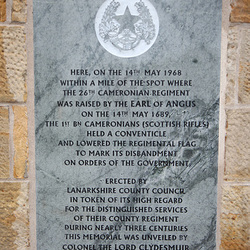 HERE, ON THE 14TH MAY 1968
WITHIN A MILE OF THE SPOT WHERE
THE 26TH CAMERONIAN REGIMENT
WAS RAISED BY THE EARL OF ANGUS
ON THE 14TH MAY 1689,
THE 1ST BN CAMERONIANS (SCOTTISH RIFLES)
HELD A CONVENTICLE
AND LOWERED THE REGIMENTAL FLAG
TO MARK ITS DISBANDMENT
ON ORDERS OF THE GOVERNMENT.
ERECTED BY
LANARKSHIRE COUNTY COUNCIL
IN TOKEN OF ITS HIGH REGARD
FOR THE DISTINGUISHED SERVICES
OF THEIR COUNTY REGIMENT
DURING NEARLY THREE CENTURIES
THIS MEMORIAL WAS UNVEILED BY
COLONEL THE LORD CLYDESMUIR